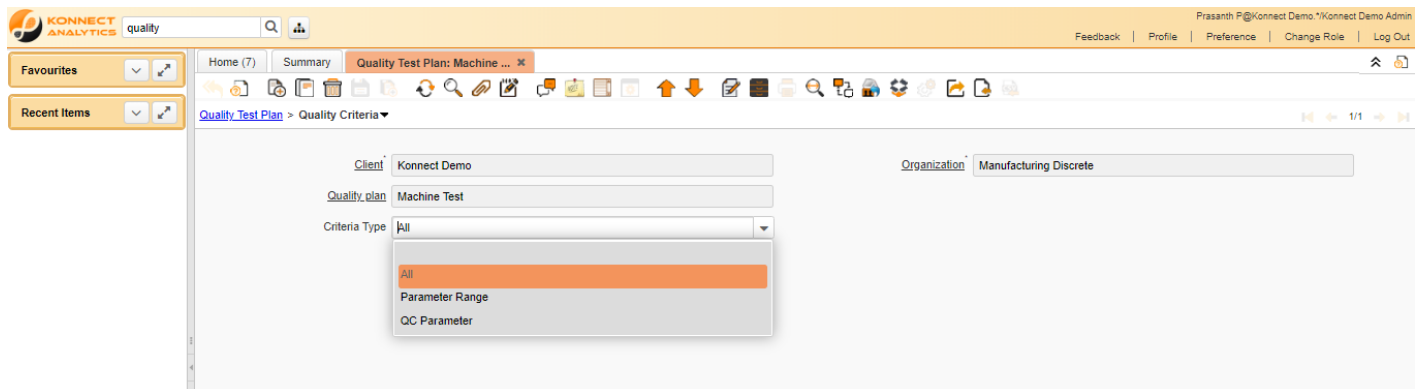 Prasanth P@Konnect Demo.*/Konnect Demo Admin
KONNECT
ANALYTICS
quality
Feedback | Profile | Preference | Change Role | Log Out
Favourites
Home (7)
Summary
Quality Test Plan: Machine ...
Recent Items
Quality Test Plan > Quality Criteria
1/1
Client Konnect Demo
Organization Manufacturing Discrete
Quality plan Machine Test
Criteria Type All
All
Parameter Range
QC Parameter